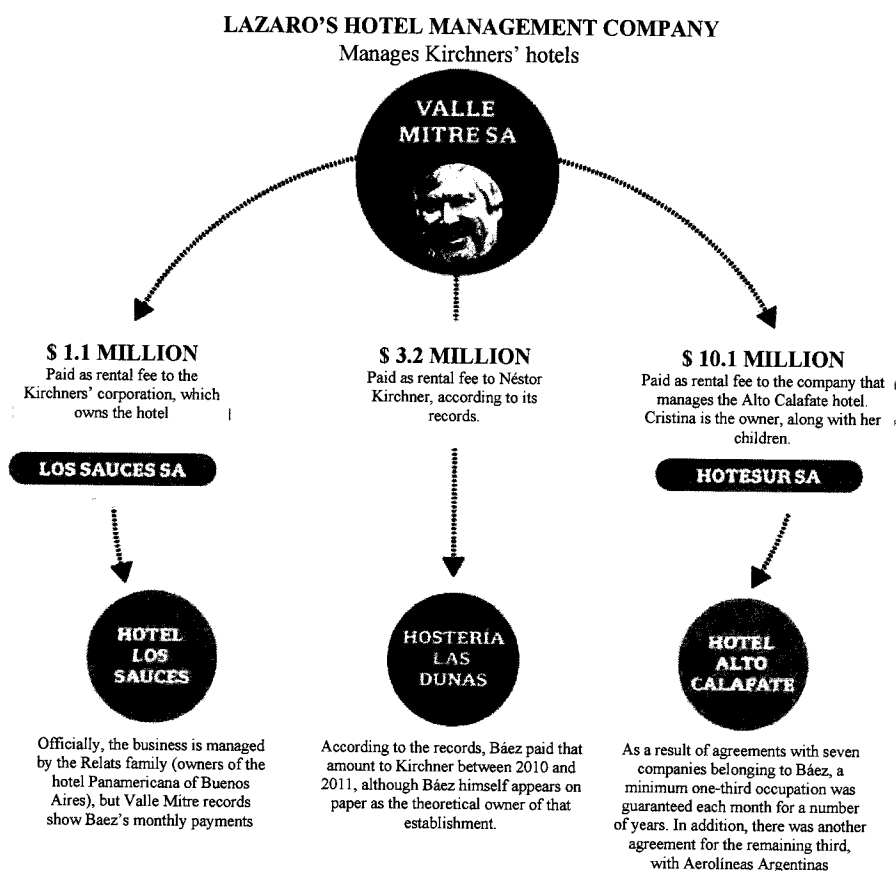 LAZARO'S HOTEL MANAGEMENT COMPANY
Manages Kirchners' hotels
VALLE
MITRE SA
$ 1.1 MILLION
Paid as rental fee to the
Kirchners' corporation, which
owns the hotel
LOS SAUCES SA
HOTEL
LOS
SAUCES
Officially, the business is managed
by the Relats family (owners of the
hotel Panamericana of Buenos
Aires), but Valle Mitre records
show Baez's monthly payments
$ 3.2 MILLION
Paid as rental fee to Néstor
Kirchner, according to its
records.
HOSTERÍA
LAS
DUNAS
According to the records, Báez paid that
amount to Kirchner between 2010 and
2011, although Báez himself appears on
paper as the theoretical owner of that
establishment.
$ 10.1 MILLION
Paid as rental fee to the company that
manages the Alto Calafate hotel.
Cristina is the owner, along with her
children.
HOTESUR SA
HOTEL
ALTO
CALAFATE
As a result of agreements with seven
companies belonging to Báez, a
minimum one-third occupation was
guaranteed each month for a number
of years. In addition, there was another
agreement for the remaining third,
with Aerolíneas Argentinas